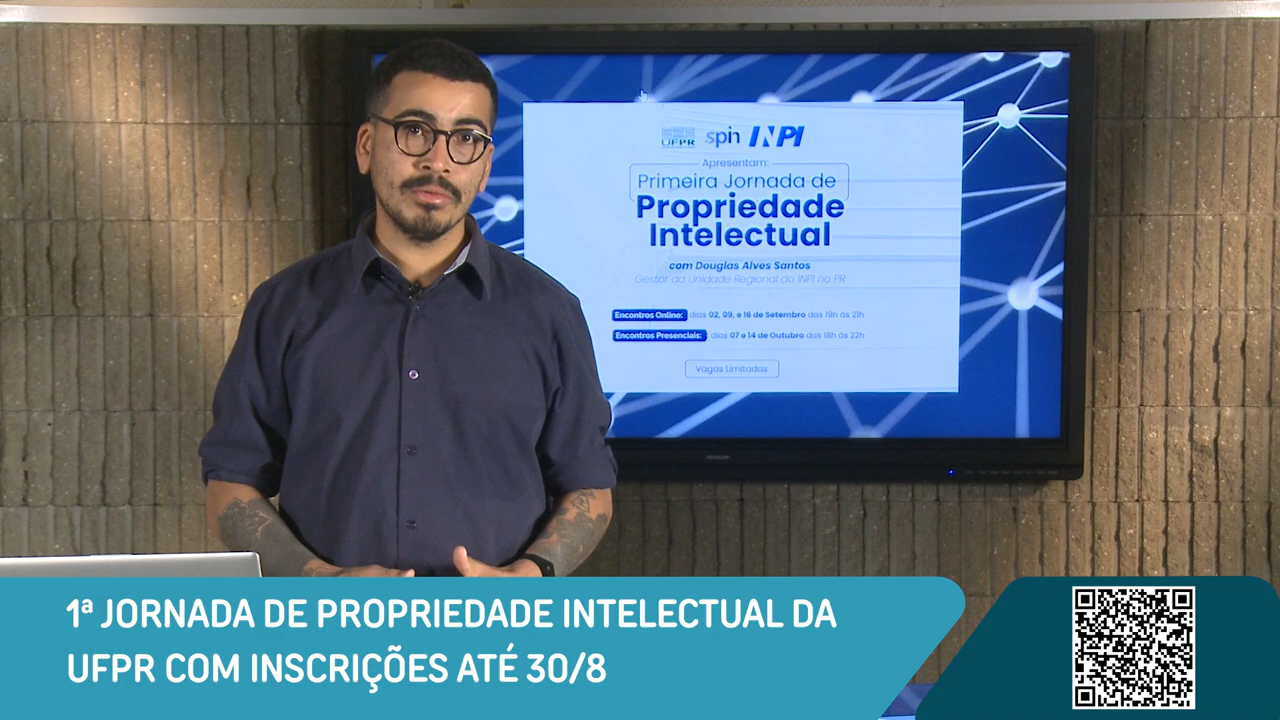 UFPR spin INPI
Apresentam:
Primeira Jornada de
Propriedade
Intelectual
com Douglas Alves Santos
Gestor da Unidade Regional do INPI no PR
Encontros Online: dias 02, 09, e 16 de Setembro das 19h às 21h
Encontros Presenciais: dias 07 e 14 de Outubro das 18h às 22h
Vagas Limitadas
SHARP
1ª JORNADA DE PROPRIEDADE INTELECTUAL DA
UFPR COM INSCRIÇÕES ATÉ 30/8